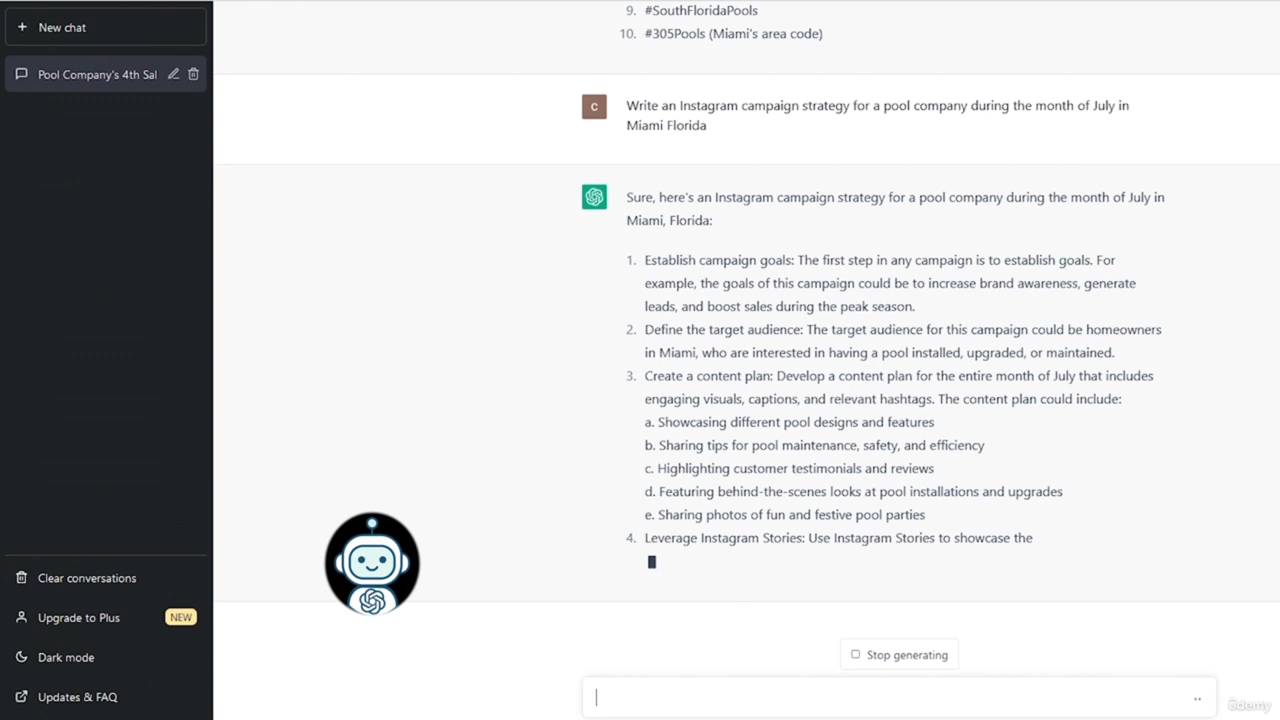 New chat
Pool Company's 4th Sal
Clear conversations
Upgrade to Plus
NEW
Dark mode
Updates & FAQ
9. #SouthFloridaPools
10. #305Pools (Miami's area code)
C
Write an Instagram campaign strategy for a pool company during the month of July in
Miami Florida
Sure, here's an Instagram campaign strategy for a pool company during the month of July in
Miami, Florida:
1. Establish campaign goals: The first step in any campaign is to establish goals. For
example, the goals of this campaign could be to increase brand awareness, generate
leads, and boost sales during the peak season.
2. Define the target audience: The target audience for this campaign could be homeowners
in Miami, who are interested in having a pool installed, upgraded, or maintained.
3. Create a content plan: Develop a content plan for the entire month of July that includes
engaging visuals, captions, and relevant hashtags. The content plan could include:
a. Showcasing different pool designs and features
b. Sharing tips for pool maintenance, safety, and efficiency
c. Highlighting customer testimonials and reviews
d. Featuring behind-the-scenes looks at pool installations and upgrades
e. Sharing photos of fun and festive pool parties
4. Leverage Instagram Stories: Use Instagram Stories to showcase the
Stop generating
ûdemy